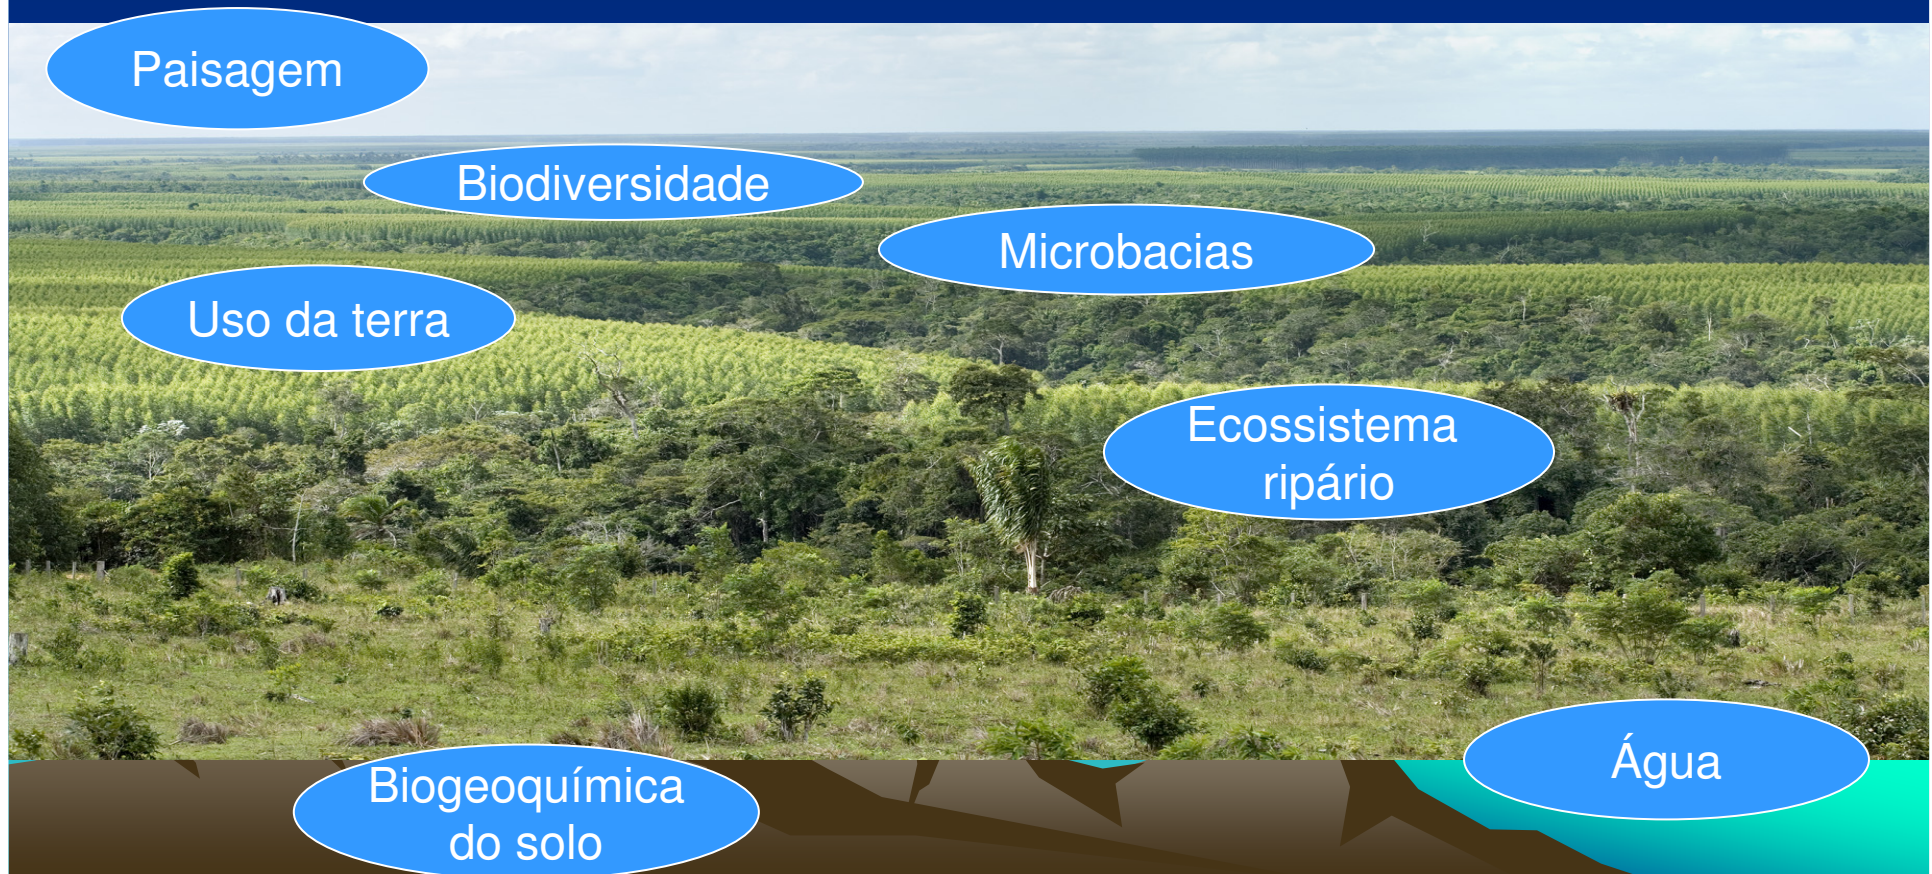 Paisagem
Biodiversidade
Microbacias
Uso da terra
Ecossistema
ripário
Água
Biogeoquímica
do solo